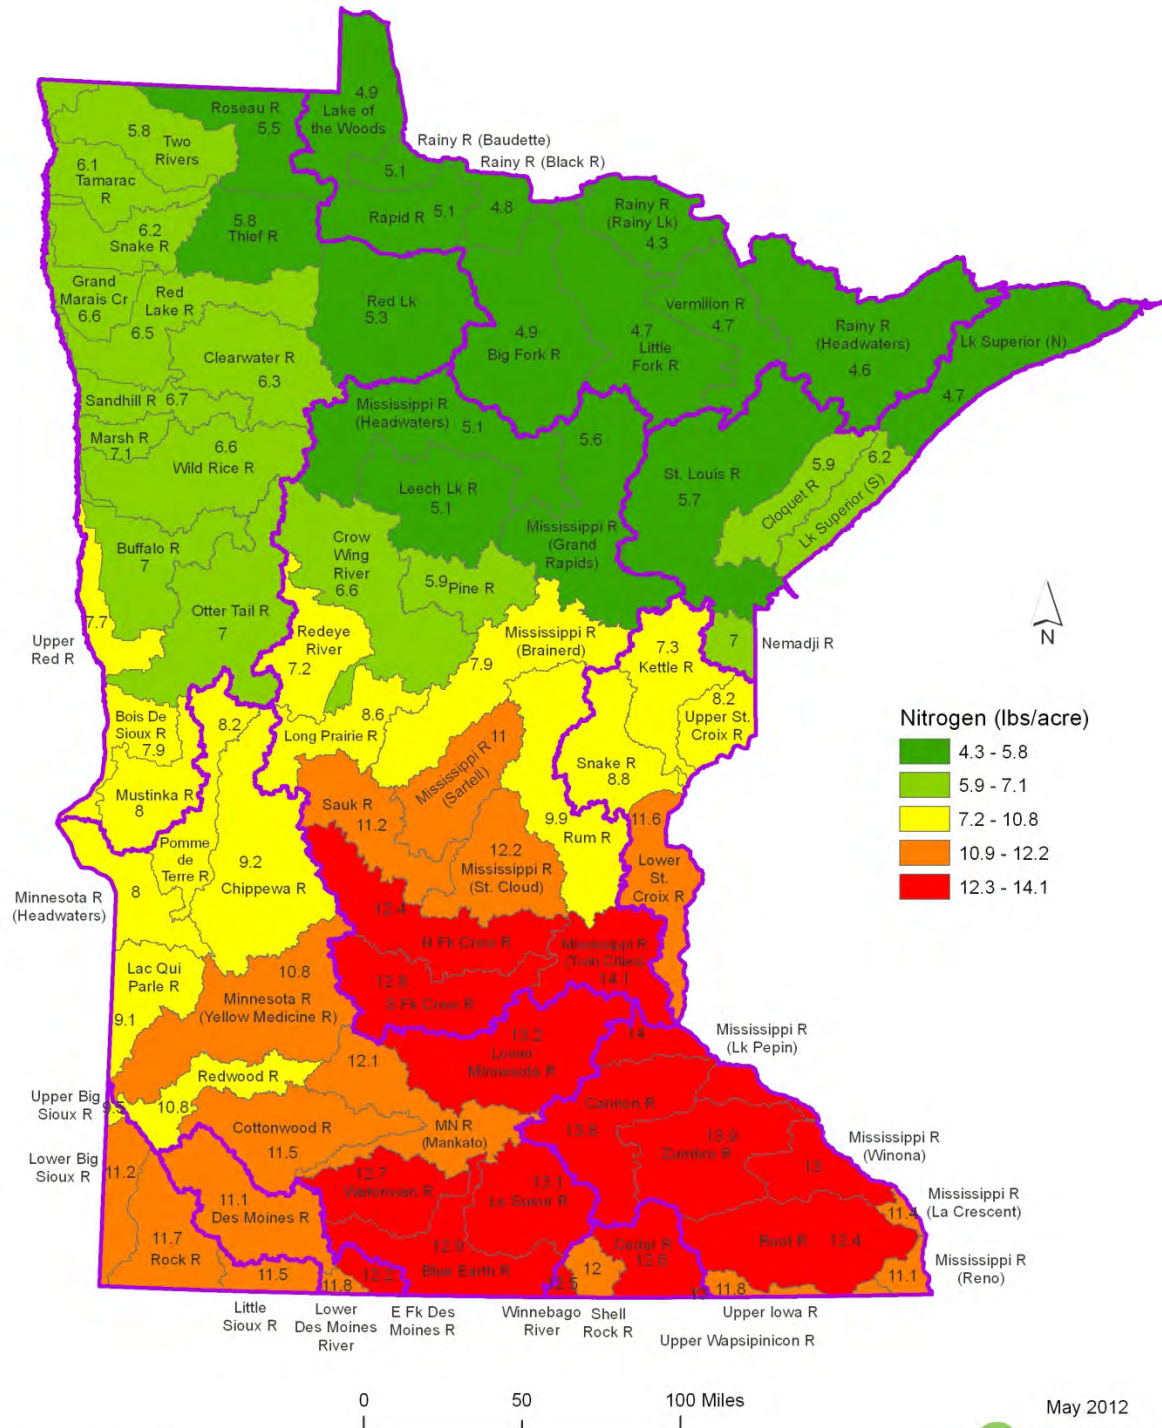 4.9
Lake of
the Woods
Roseau R
5.5
5.8
Two
Rivers
Rainy R (Baudette)
5.1
Rainy R (Black R)
4.8
6.1
Tamarac
R
Rapid R 5.1
Rainy R
(Rainy Lk)
4.3
5.8
Thief R
6.2
Snake R
Grand
Marais Cr
6.6
Red
Lake R
6.5
Red Lk
5.3
4.9
Big Fork R
4.7
Little
Fork R
Vermilion R
4.7
Rainy R
(Headwaters)
4.6
Lk Superior (N)
4.7
Clearwater R
6.3
Sandhill R 6.7
Marsh R
7.1
6.6
Wild Rice R
Mississippi R
(Headwaters)
5.1
5.6
Leech Lk R
5.1
Mississippi R
(Grand
Rapids)
St. Louis R
5.7
5.9
Cloquet R
6.2
Lk Superior (S)
Buffalo R
7
Otter Tail R
7
Crow
Wing
River
6.6
5.9 Pine R
Upper
Red R
7.7
Redeye
River
7.2
Mississippi R
(Brainerd)
7.9
7.3
Kettle R
7
Nemadji R
N
Bois De
Sioux R
7.9
8.2
8.6
Long Prairie R
8.2
Upper St.
Croix R
Snake R
8.8
Mustinka R
8
Mississippi R 11
(Sartell)
Sauk R
11.2
9.9
Rum R
11.6
Lower
St.
Croix R
Pomme
de
Terre R
9.2
Chippewa R
12.2
Mississippi R
(St. Cloud)
Minnesota R
(Headwaters)
8
12.4
N Fk Crow R
Mississippi R
(Twin Cities)
14.1
12.8
S Fk Crow R
Lac Qui
Parle R
9.1
10.8
Minnesota R
(Yellow Medicine R)
13.2
Lower
Minnesota R
14
Mississippi R
(Lk Pepin)
12.1
Redwood R
10.8
Upper Big
Sioux R
9.5
Cottonwood R
11.5
MN R
(Mankato)
Cannon R
13.8
13.9
Zumbro R
13
Mississippi R
(Winona)
Lower Big
Sioux R
11.2
11.1
Des Moines R
12.7
Watonwan R
13.1
Le Sueur R
11.4
Mississippi R
(La Crescent)
11.7
Rock R
12.9
Blue Earth R
Cedar R
12.6
Root R 12.4
Mississippi R
(Reno)
11.1
11.5
11.8
12.2
12.5
12
11.8
Little
Sioux R
Lower
Des Moines
River
E Fk Des
Moines R
Winnebago
River
Shell
Rock R
Upper Iowa R
Upper Wapsipinicon R
Nitrogen (lbs/acre)
4.3 - 5.8
5.9 - 7.1
7.2 - 10.8
10.9 - 12.2
12.3 - 14.1
0 50 100 Miles
May 2012